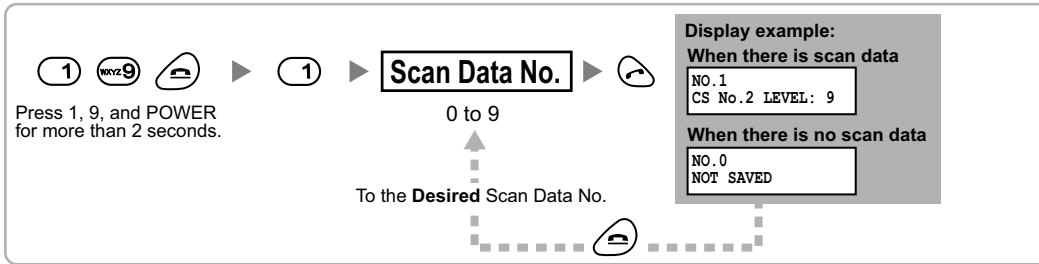 1 WXYZ9 1 Scan Data No.
Press 1, 9, and POWER
for more than 2 seconds.
0 to 9
To the Desired Scan Data No.
Display example:
When there is scan data
NO.1
CS No.2 LEVEL: 9
When there is no scan data
NO.0
NOT SAVED